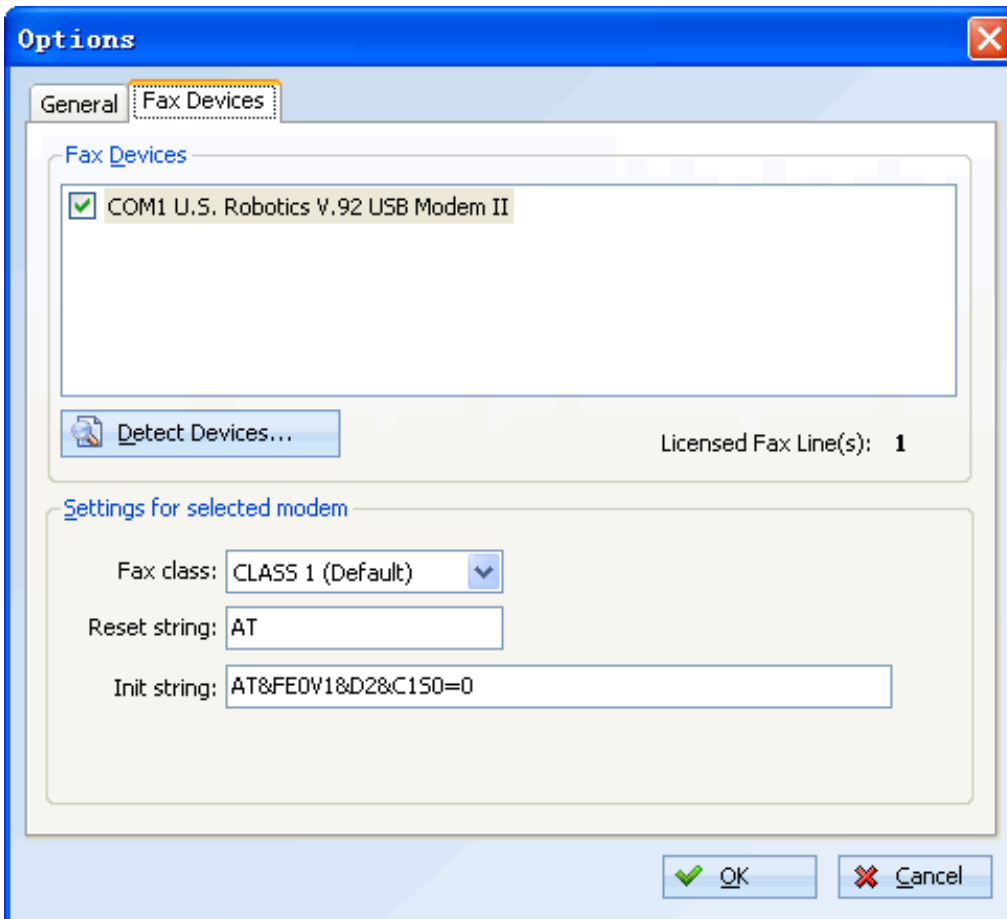 Options
General Fax Devices
Fax Devices
COM1 U.S. Robotics V.92 USB Modem II
Detect Devices... Licensed Fax Line(s): 1
Settings for selected modem
Fax class: CLASS 1 (Default)
Reset string: AT
Init string: AT&FE0V1&D2&C1S0=0
OK Cancel